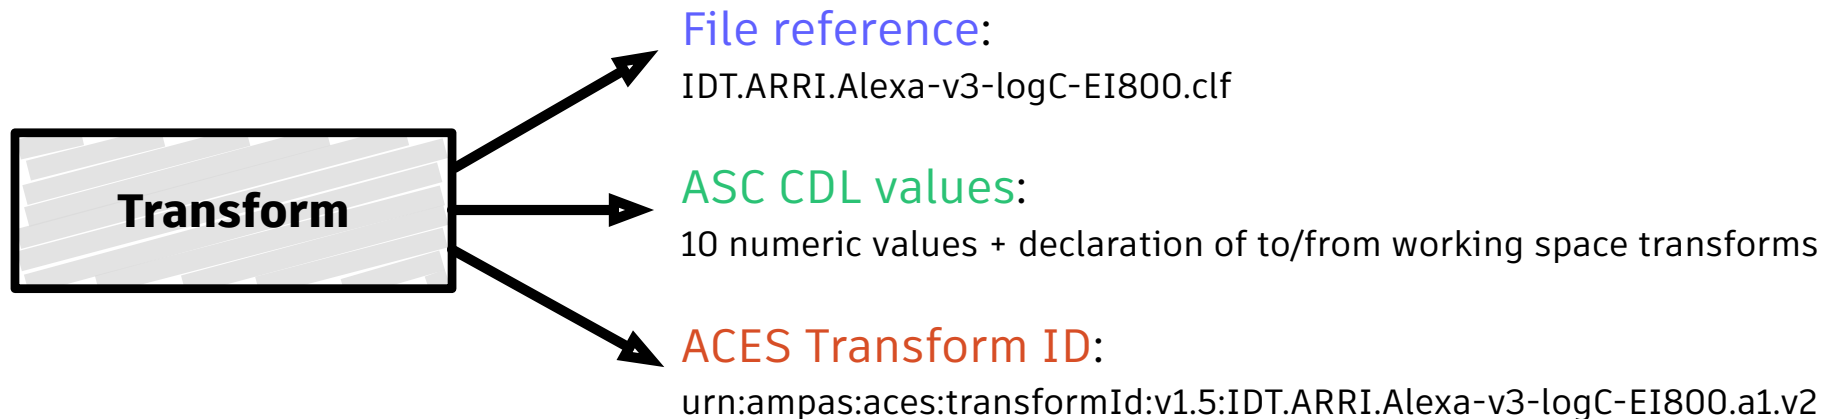 File reference:
IDT.ARRI.Alexa-v3-logC-EI800.clf
Transform
ASC CDL values:
10 numeric values + declaration of to/from working space transforms
ACES Transform ID:
urn:ampas:aces:transformId:v1.5:IDT.ARRI.Alexa-v3-logC-EI800.a1.v2